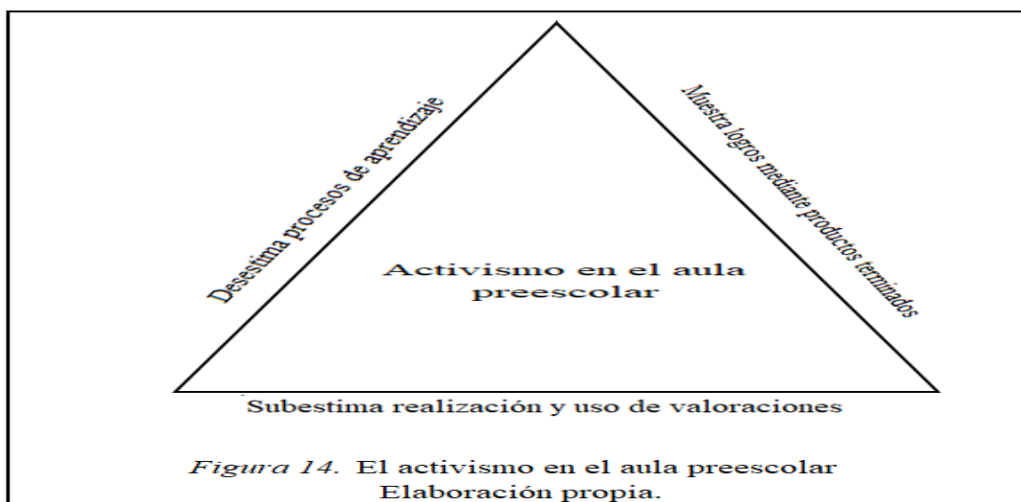 Desestima procesos de aprendizaje
Muestra logros mediante productos terminados
Activismo en el aula
preescolar
Subestima realización y uso de valoraciones
Figura 14. El activismo en el aula preescolar
Elaboración propia.